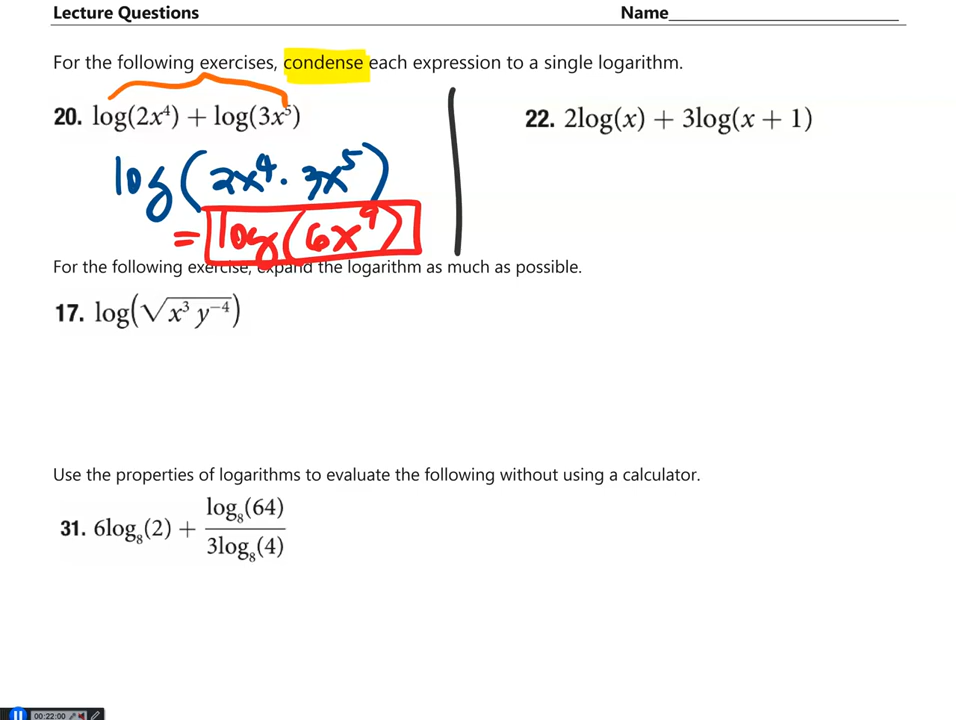 Lecture Questions Name
For the following exercises, condense each expression to a single logarithm.
20. log(2x⁴) + log(3x⁵)
22. 2log(x) + 3log(x + 1)
log(2x⁴ · 3x⁵)
= log(6x⁹)
For the following exercise, expand the logarithm as much as possible.
17. log(√(x³ y⁻⁴))
Use the properties of logarithms to evaluate the following without using a calculator.
31. 6log₈(2) + log₈(64) / 3log₈(4)
00:22:00